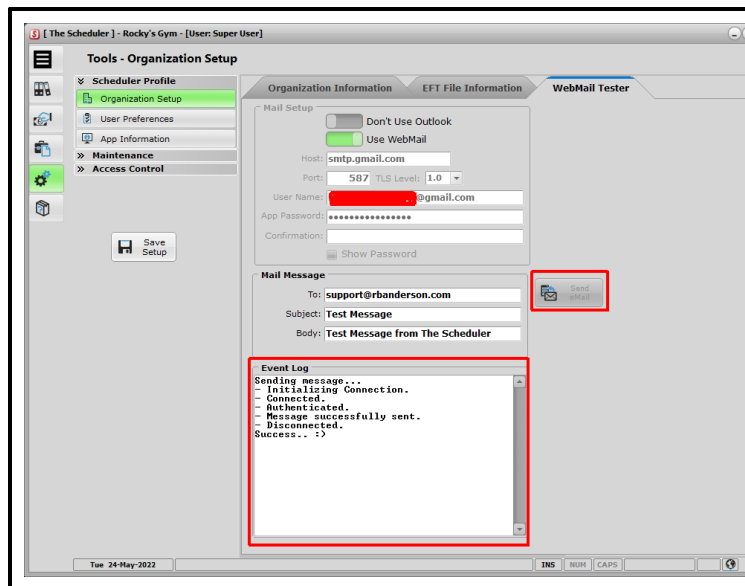 [ The Scheduler ] - Rocky's Gym - [User: Super User]
Tools - Organization Setup
Scheduler Profile
Organization Setup
User Preferences
App Information
Maintenance
Access Control
Save
Setup
Organization Information
EFT File Information
WebMail Tester
Mail Setup
Don't Use Outlook
Use WebMail
Host: smtp.gmail.com
Port: 587 TLS Level: 1.0
User Name: @gmail.com
App Password: ●●●●●●●●●●●●●●●●
Confirmation:
Show Password
Mail Message
To: support@rbanderson.com
Subject: Test Message
Body: Test Message from The Scheduler
Send
eMail
Event Log
Sending message...
- Initializing Connection.
- Connected.
- Authenticated.
- Message successfully sent.
- Disconnected.
Success.. :)
Tue 24-May-2022
INS NUM CAPS